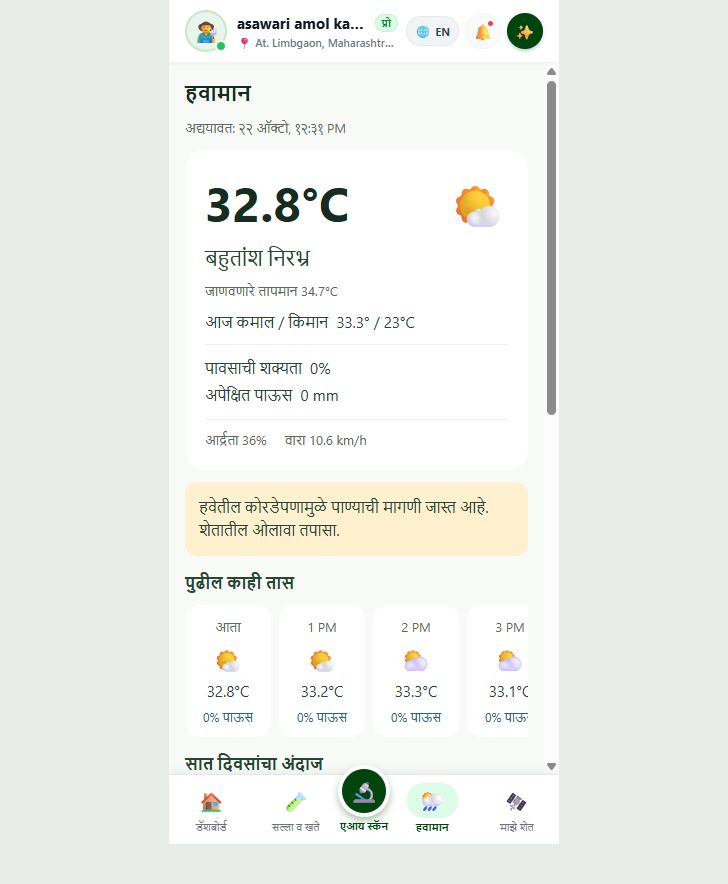 asawari amol ka... प्रो
At. Limbgaon, Maharashtr...
EN
हवामान
अद्ययावत: २२ ऑक्टो, १२:३१ PM
32.8°C
बहुतांश निरभ्र
जाणवणारे तापमान 34.7°C
आज कमाल / किमान 33.3° / 23°C
पावसाची शक्यता 0%
अपेक्षित पाऊस 0 mm
आर्द्रता 36% वारा 10.6 km/h
हवेतील कोरडेपणामुळे पाण्याची मागणी जास्त आहे.
शेतातील ओलावा तपासा.
पुढील काही तास
आता 1 PM 2 PM 3 PM
32.8°C 33.2°C 33.3°C 33.1°C
0% पाऊस 0% पाऊस 0% पाऊस 0% पाऊस
सात दिवसांचा अंदाज
डॅशबोर्ड सल्ला व खते एआय स्कॅन हवामान माझे शेत